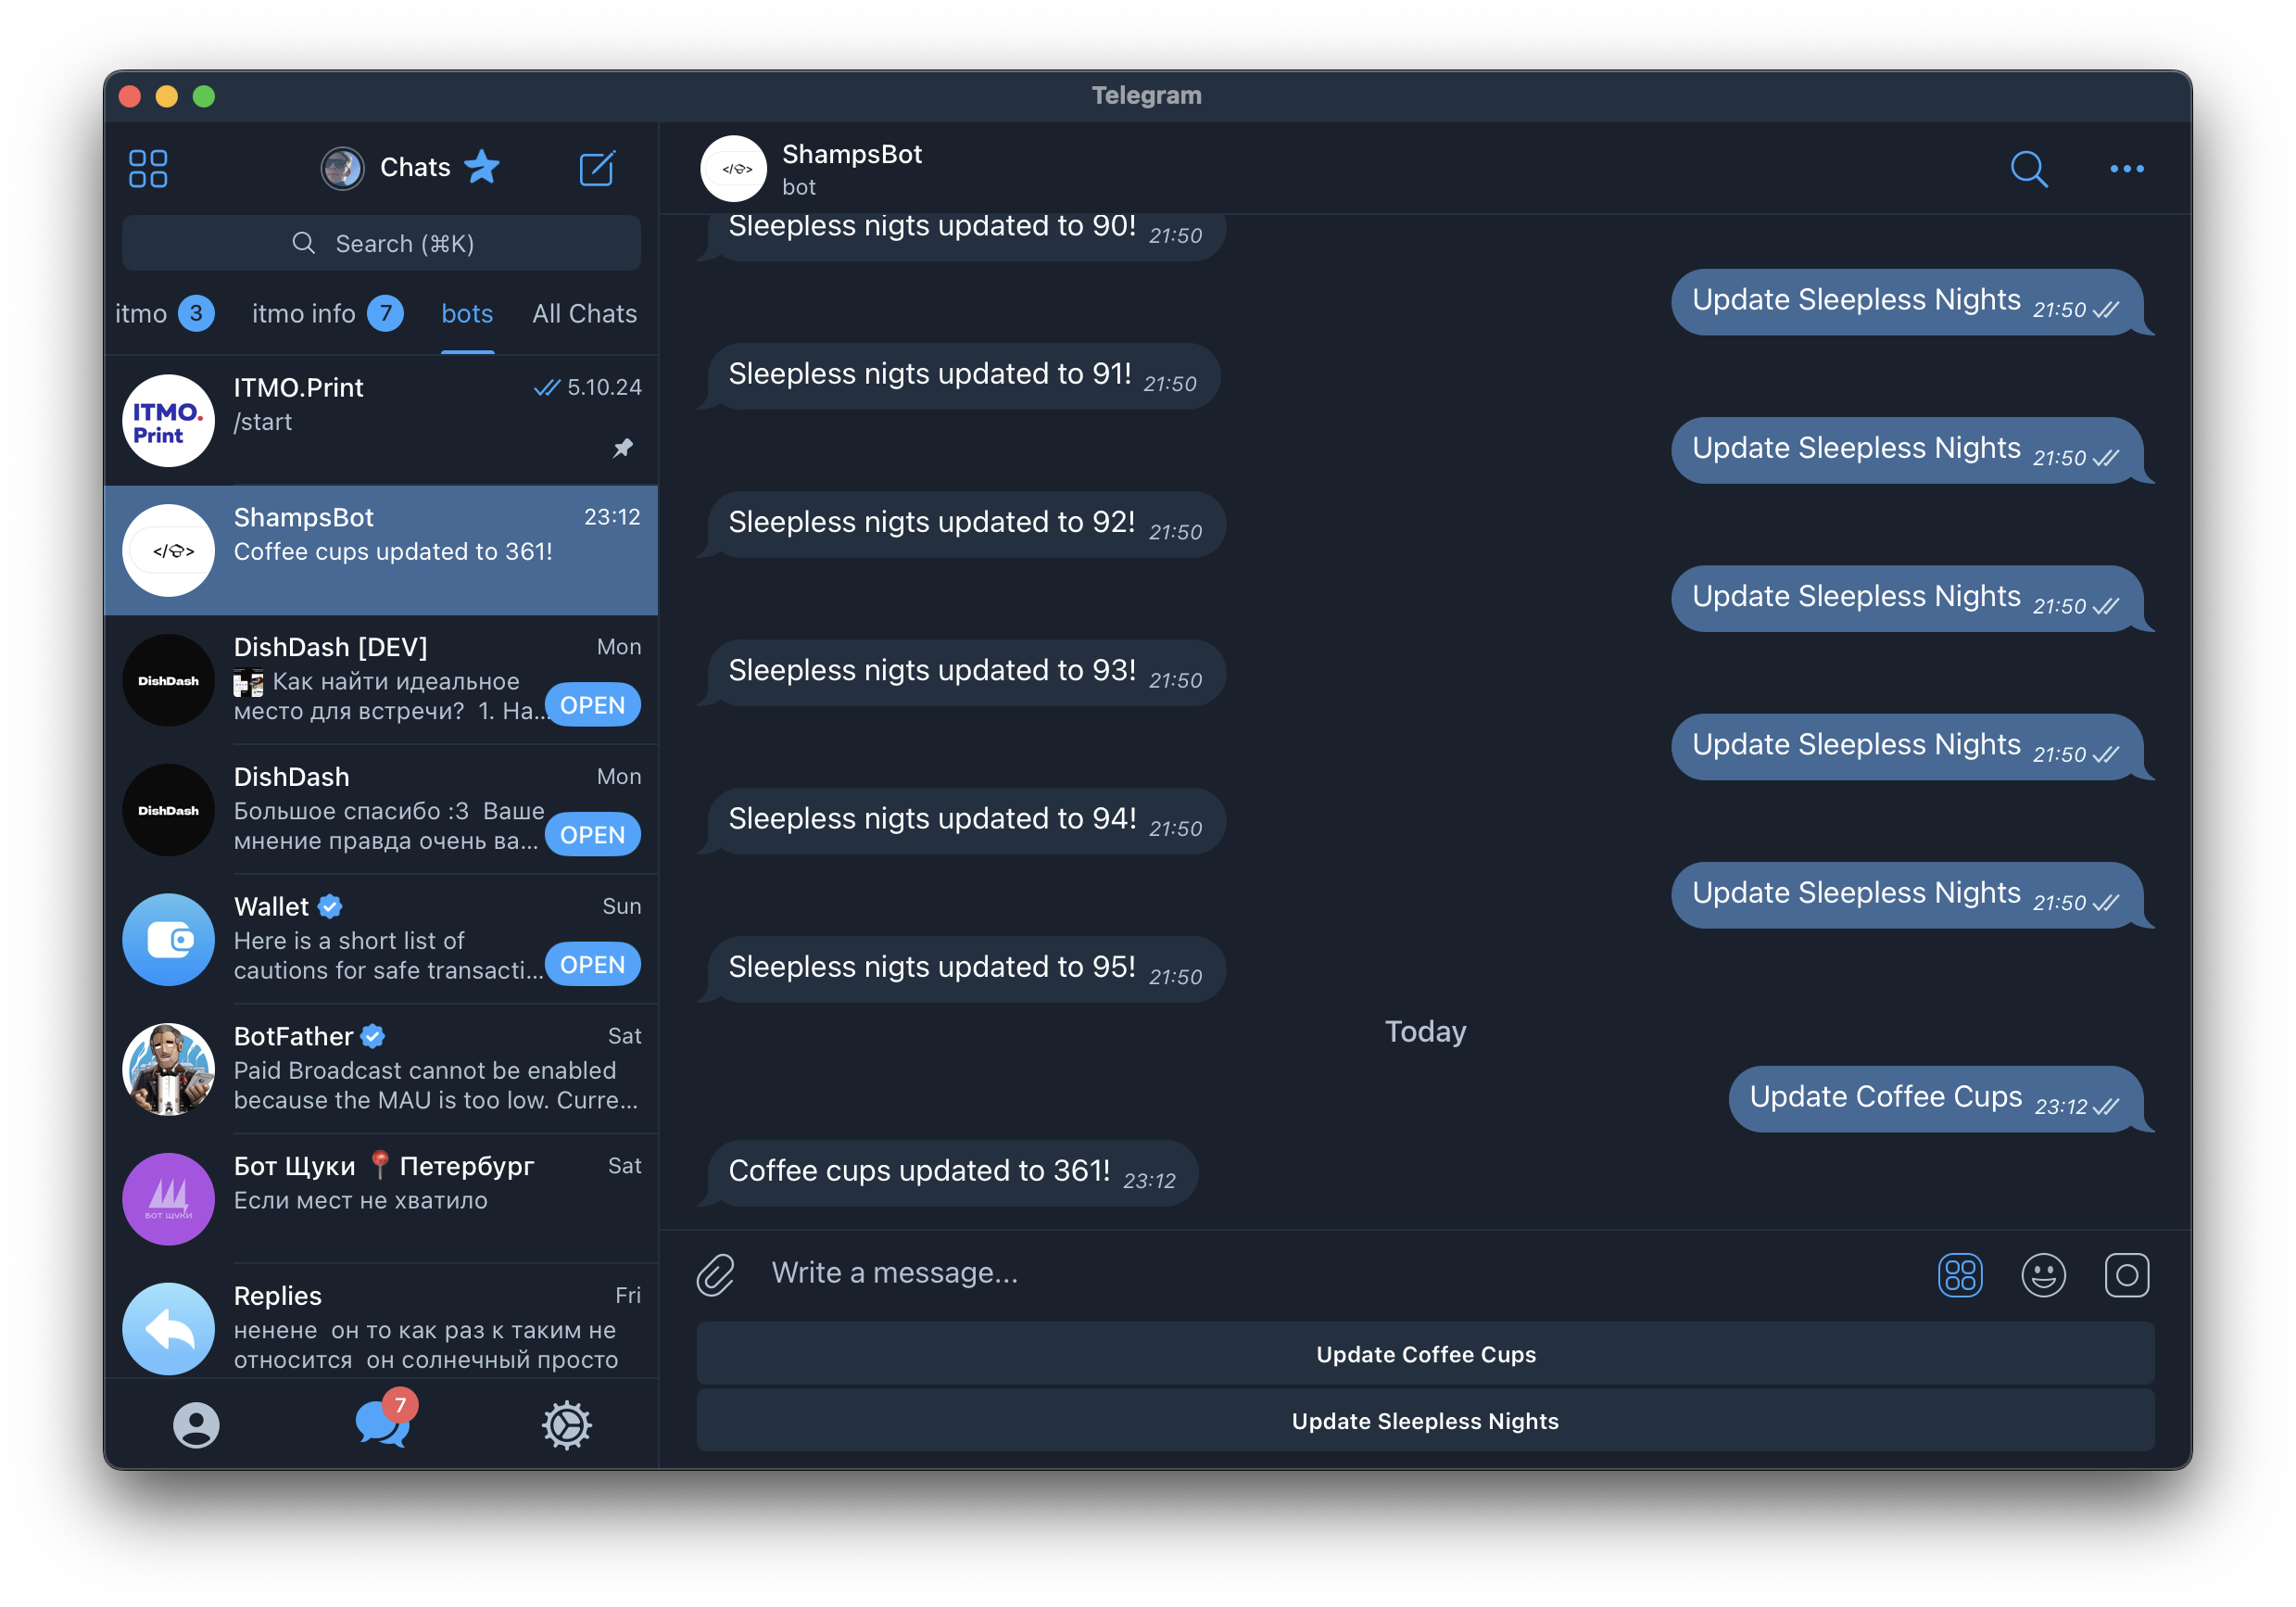 Telegram
Chats
Search (⌘K)
itmo 3 itmo info 7 bots All Chats
ITMO.Print 5.10.24
/start
ITMO.
Print
ShampsBot 23:12
Coffee cups updated to 361!
</>
DishDash [DEV] Mon
Как найти идеальное
место для встречи? 1. На... OPEN
DishDash
DishDash Mon
Большое спасибо :3 Ваше
мнение правда очень ва... OPEN
DishDash
Wallet Sun
Here is a short list of
cautions for safe transacti... OPEN
BotFather Sat
Paid Broadcast cannot be enabled
because the MAU is too low. Curre...
Бот Щуки 📍 Петербург Sat
Если мест не хватило
БОТ ЩУКИ
Replies Fri
ненене он то как раз к таким не
относится он солнечный просто
7
ShampsBot
bot
</>
Sleepless nigts updated to 90! 21:50
Update Sleepless Nights 21:50
Sleepless nigts updated to 91! 21:50
Update Sleepless Nights 21:50
Sleepless nigts updated to 92! 21:50
Update Sleepless Nights 21:50
Sleepless nigts updated to 93! 21:50
Update Sleepless Nights 21:50
Sleepless nigts updated to 94! 21:50
Update Sleepless Nights 21:50
Sleepless nigts updated to 95! 21:50
Today
Update Coffee Cups 23:12
Coffee cups updated to 361! 23:12
Write a message...
Update Coffee Cups
Update Sleepless Nights